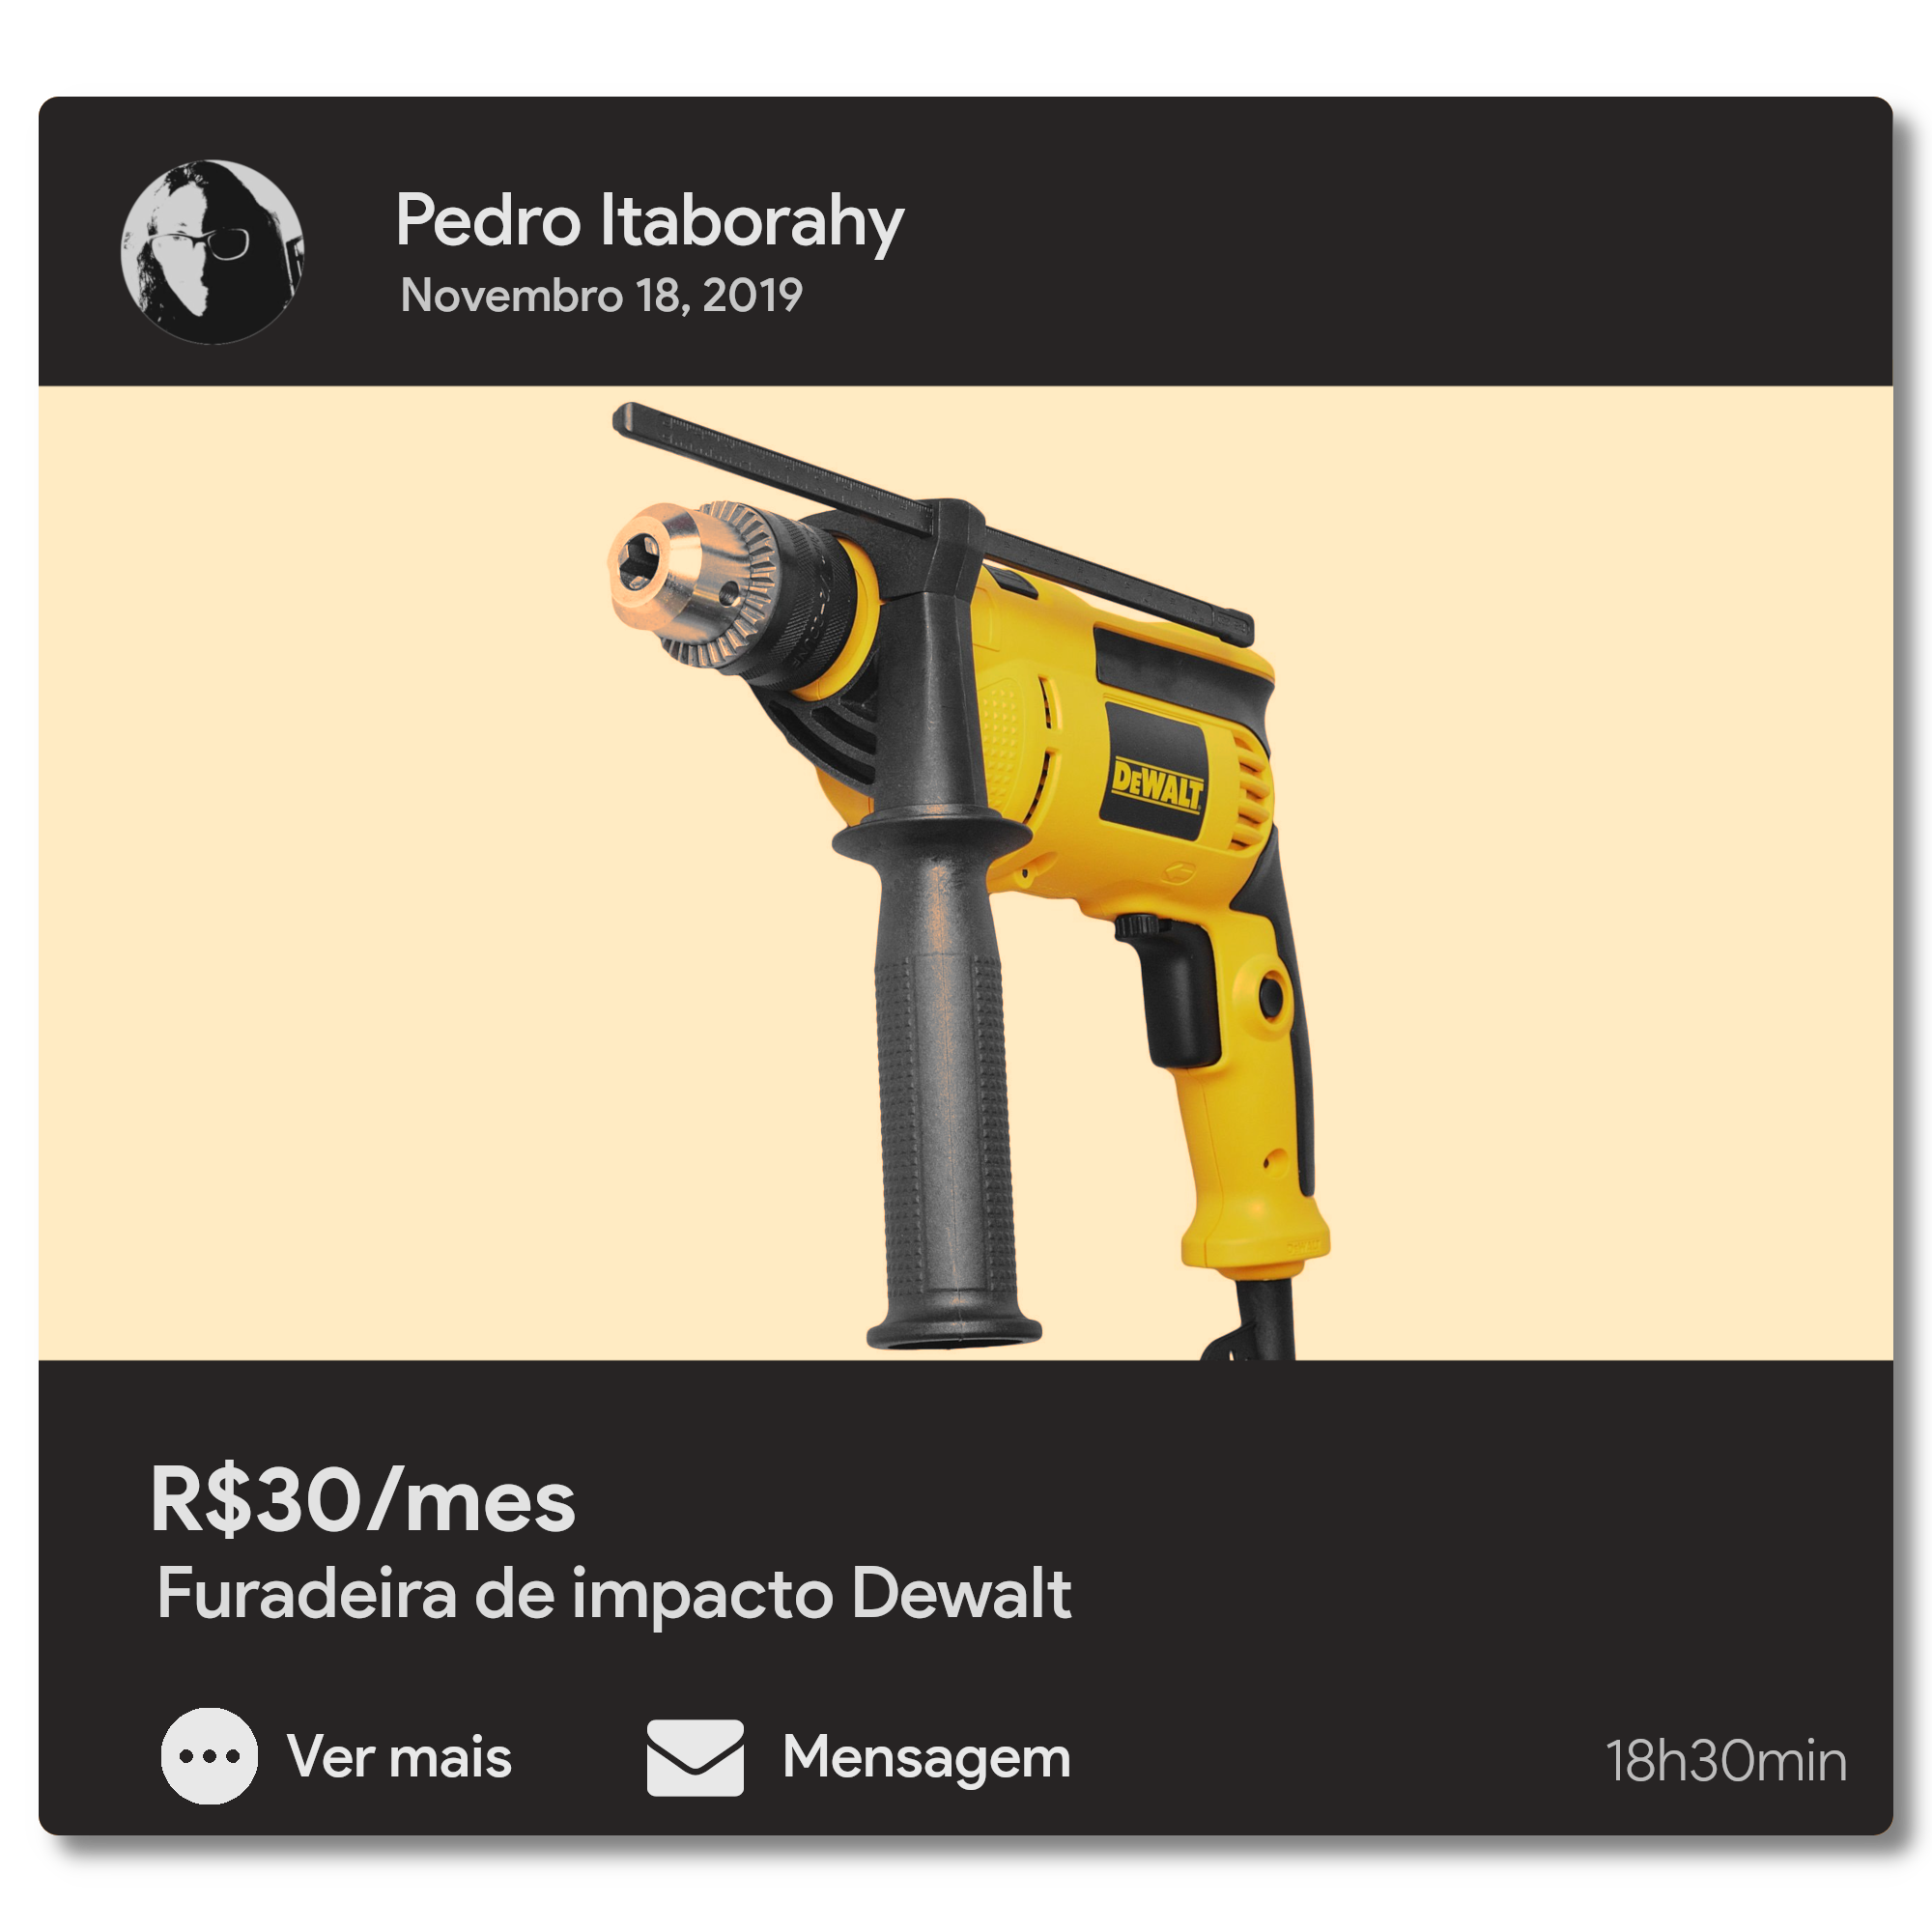 Pedro Itaborahy
Novembro 18, 2019
DEWALT
R$30/mes
Furadeira de impacto Dewalt
Ver mais
Mensagem
18h30min